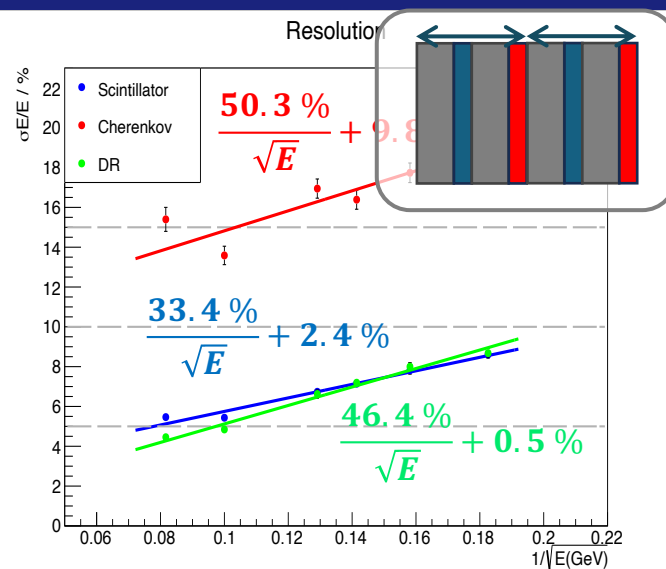 Resolution
σE/E / %
22
20
18
16
14
12
10
8
6
4
2
0
Scintillator
Cherenkov
DR
50.3 % / √E + 9.8
33.4 % / √E + 2.4 %
46.4 % / √E + 0.5 %
0.06 0.08 0.1 0.12 0.14 0.16 0.18 0.2 0.22
1/√E(GeV)